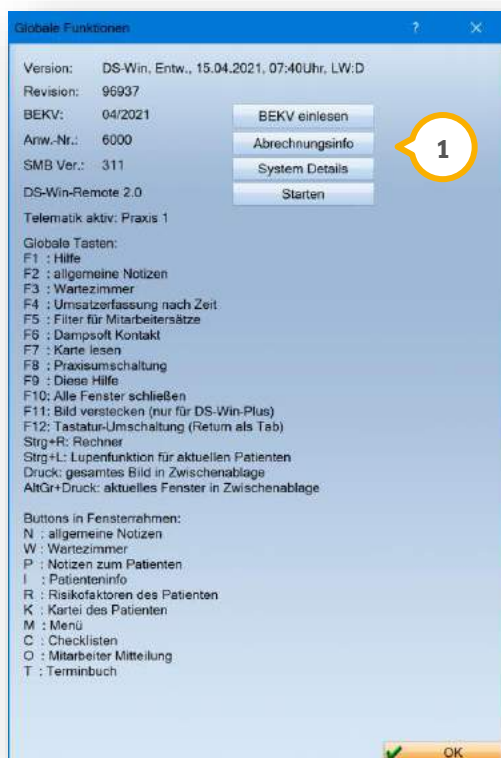 Globale Funktionen ? ×
Version: DS-Win, Entw., 15.04.2021, 07:40Uhr, LW:D
Revision: 96937
BEKV: 04/2021 BEKV einlesen
Anw.-Nr.: 6000 Abrechnungsinfo 1
SMB Ver.: 311 System Details
DS-Win-Remote 2.0 Starten
Telematik aktiv: Praxis 1
Globale Tasten:
F1 : Hilfe
F2 : allgemeine Notizen
F3 : Wartezimmer
F4 : Umsatzerfassung nach Zeit
F5 : Filter für Mitarbeitersätze
F6 : Dampsoft Kontakt
F7 : Karte lesen
F8 : Praxisumschaltung
F9 : Diese Hilfe
F10: Alle Fenster schließen
F11: Bild verstecken (nur für DS-Win-Plus)
F12: Tastatur-Umschaltung (Return als Tab)
Strg+R: Rechner
Strg+L: Lupenfunktion für aktuellen Patienten
Druck: gesamtes Bild in Zwischenablage
AltGr+Druck: aktuelles Fenster in Zwischenablage
Buttons in Fensterrahmen:
N : allgemeine Notizen
W : Wartezimmer
P : Notizen zum Patienten
I : Patienteninfo
R : Risikofaktoren des Patienten
K : Kartei des Patienten
M : Menü
C : Checklisten
O : Mitarbeiter Mitteilung
T : Terminbuch
OK